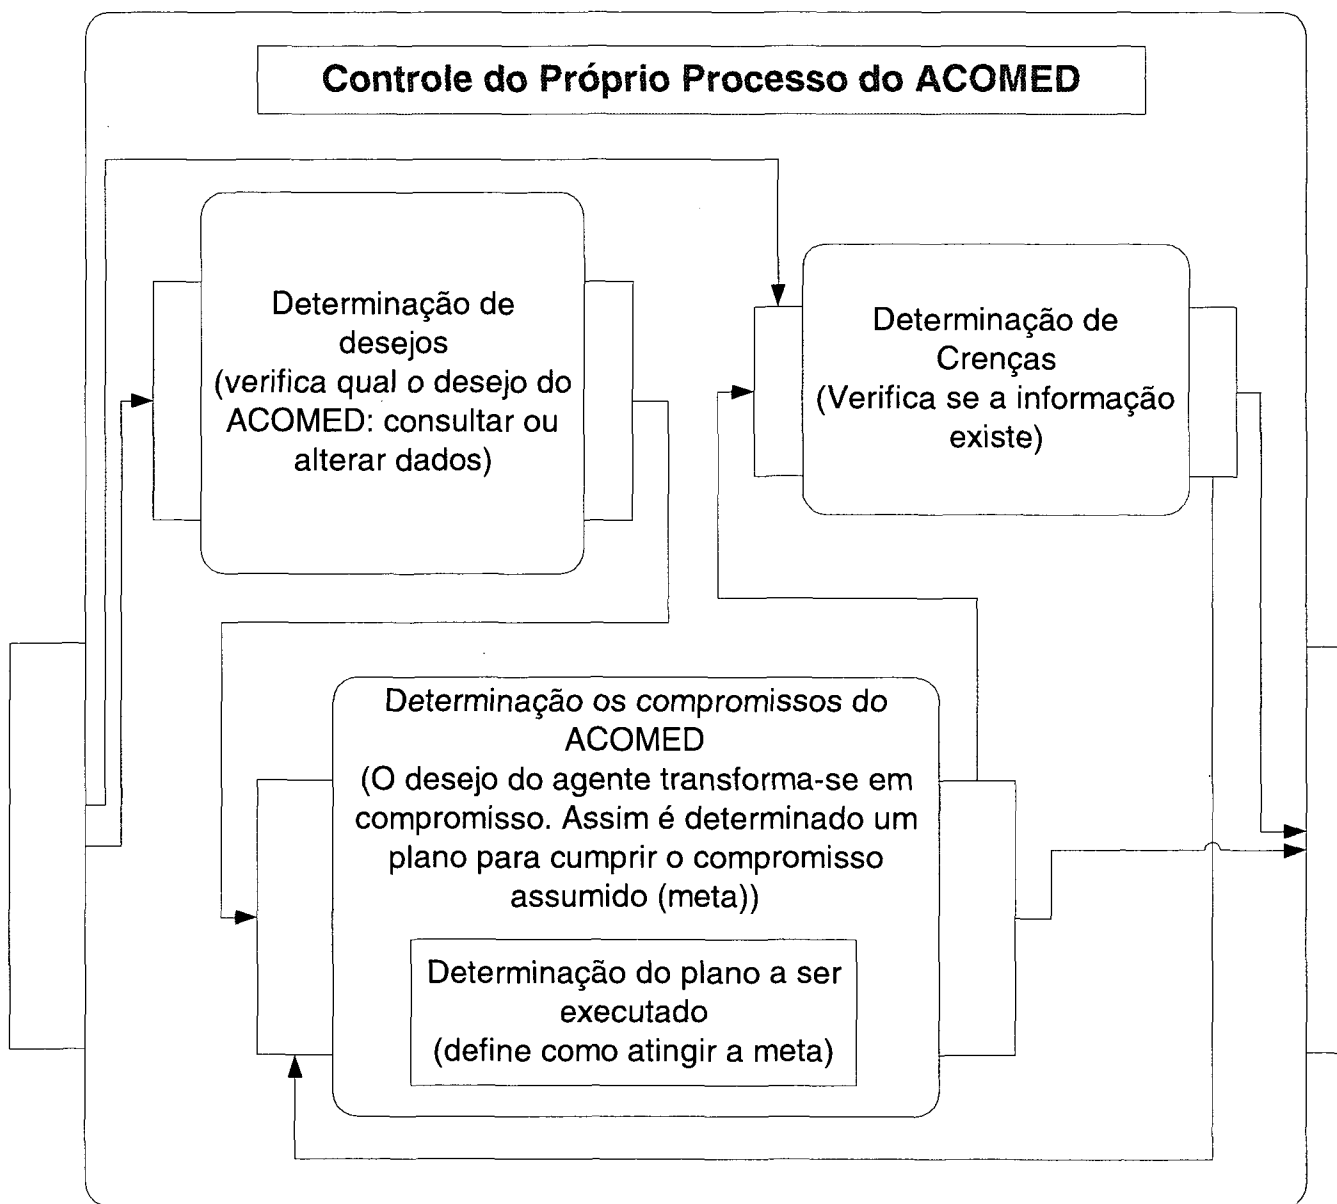 Controle do Próprio Processo do ACOMED
Determinação de
desejos
(verifica qual o desejo do
ACOMED: consultar ou
alterar dados)
Determinação de
Crenças
(Verifica se a informação
existe)
Determinação os compromissos do
ACOMED
(O desejo do agente transforma-se em
compromisso. Assim é determinado um
plano para cumprir o compromisso
assumido (meta))
Determinação do plano a ser
executado
(define como atingir a meta)